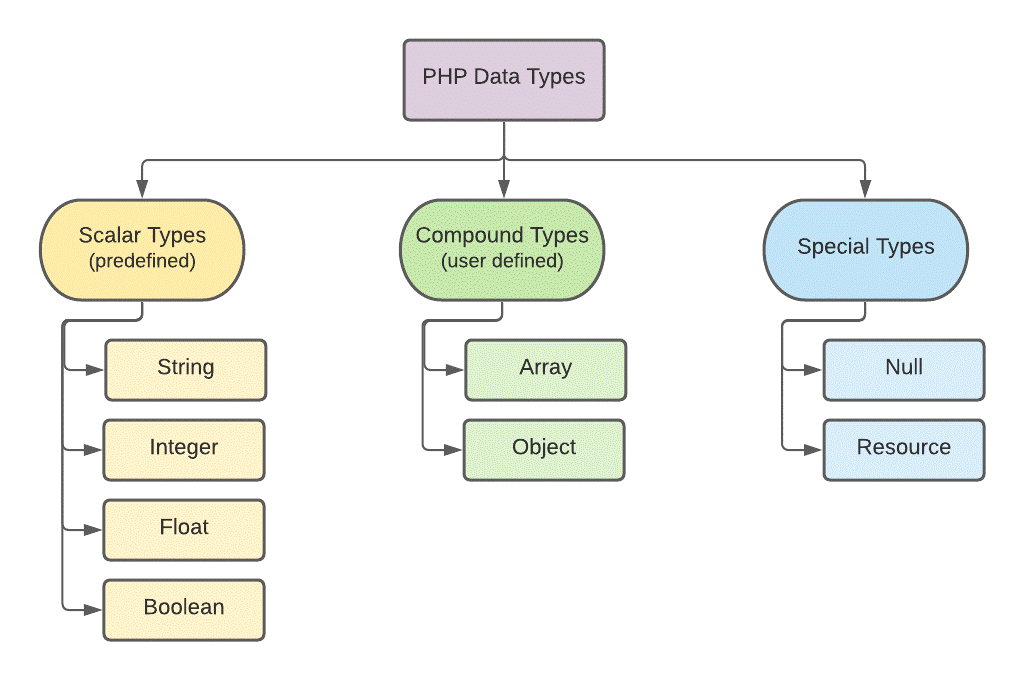 PHP Data Types
Scalar Types
(predefined)
Compound Types
(user defined)
Special Types
String
Integer
Float
Boolean
Array
Object
Null
Resource